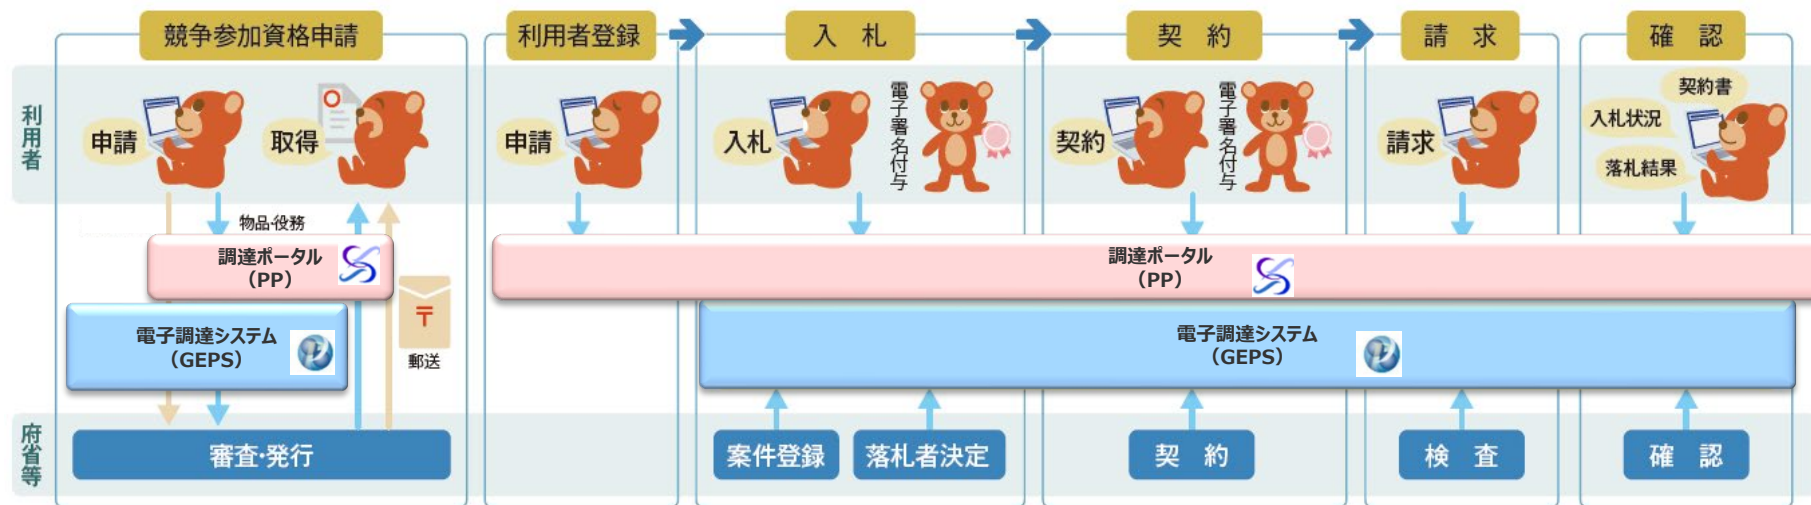 競争参加資格申請
利用者登録
入 札
契 約
請 求
確 認
利用者
申請
取得
申請
入札
電子署名付与
契約
電子署名付与
請求
契約書
入札状況
落札結果
物品・役務
調達ポータル
（PP）
調達ポータル
（PP）
電子調達システム
（GEPS）
〒
郵送
電子調達システム
（GEPS）
府省等
審査・発行
案件登録
落札者決定
契 約
検 査
確 認